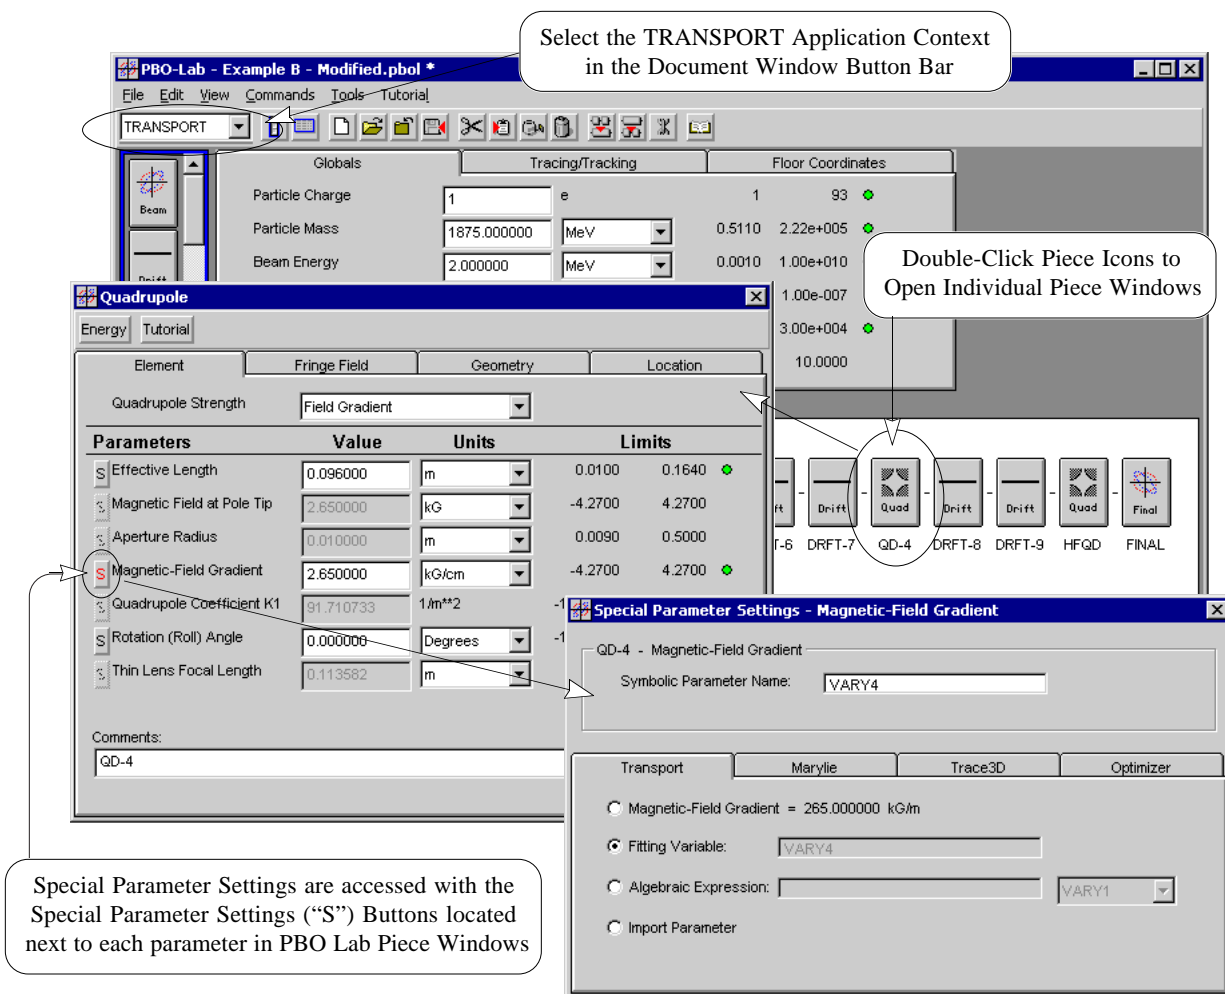 Select the TRANSPORT Application Context
in the Document Window Button Bar
PBO-Lab - Example B - Modified.pbol *
File Edit View Commands Tools Tutorial
TRANSPORT
Beam
Globals Tracing/Tracking Floor Coordinates
Particle Charge 1 e 1 93
Particle Mass 1875.000000 MeV 0.5110 2.22e+005
Beam Energy 2.000000 MeV 0.0010 1.00e+010
1.00e-007
3.00e+004
10.0000
Double-Click Piece Icons to
Open Individual Piece Windows
Quadrupole
Energy Tutorial
Element Fringe Field Geometry Location
Quadrupole Strength Field Gradient
Parameters Value Units Limits
S Effective Length 0.096000 m 0.0100 0.1640
S Magnetic Field at Pole Tip 2.650000 kG -4.2700 4.2700
S Aperture Radius 0.010000 m 0.0090 0.5000
S Magnetic-Field Gradient 2.650000 kG/cm -4.2700 4.2700
S Quadrupole Coefficient K1 91.710733 1/m**2 -1
S Rotation (Roll) Angle 0.000000 Degrees -1
S Thin Lens Focal Length 0.113582 m
Comments:
QD-4
ft Drift Quad Drift Drift Quad Final
T-6 DRFT-7 QD-4 DRFT-8 DRFT-9 HFQD FINAL
Special Parameter Settings - Magnetic-Field Gradient
QD-4 - Magnetic-Field Gradient
Symbolic Parameter Name: VARY4
Transport Marylie Trace3D Optimizer
Magnetic-Field Gradient = 265.000000 kG/m
Fitting Variable: VARY4
Algebraic Expression: VARY1
Import Parameter
Special Parameter Settings are accessed with the
Special Parameter Settings (“S”) Buttons located
next to each parameter in PBO Lab Piece Windows